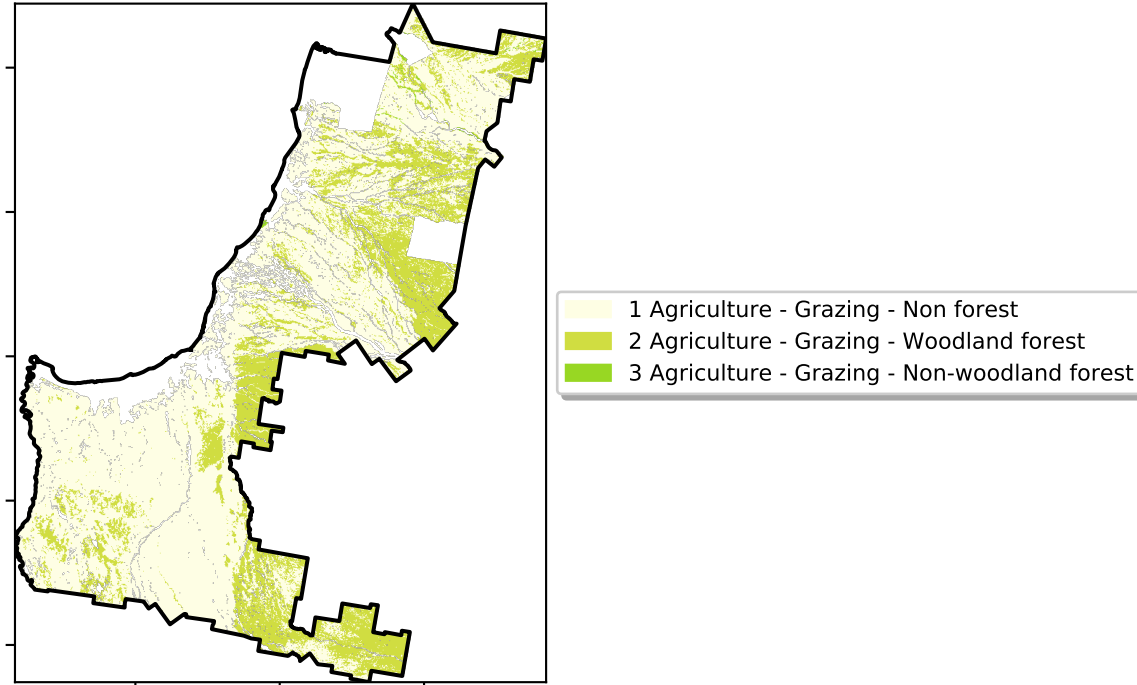 1 Agriculture - Grazing - Non forest
2 Agriculture - Grazing - Woodland forest
3 Agriculture - Grazing - Non-woodland forest